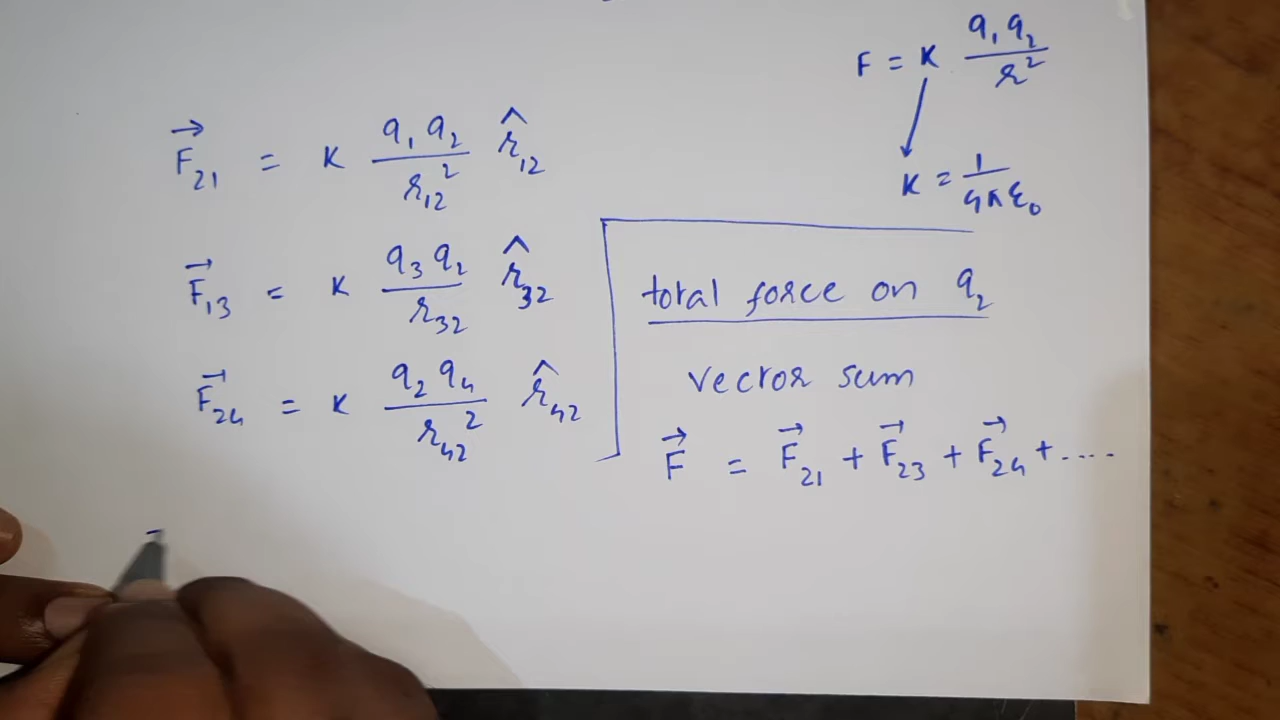 F = K q₁q₂ / r²
K = 1 / 4πε₀
F⃗₂₁ = K q₁q₂ / r₁₂² r̂₁₂
F⃗₁₃ = K q₃q₂ / r₃₂ r̂₃₂
F⃗₂₄ = K q₂q₄ / r₄₂² r̂₄₂
total force on q₂
vector sum
F⃗ = F⃗₂₁ + F⃗₂₃ + F⃗₂₄ + .....